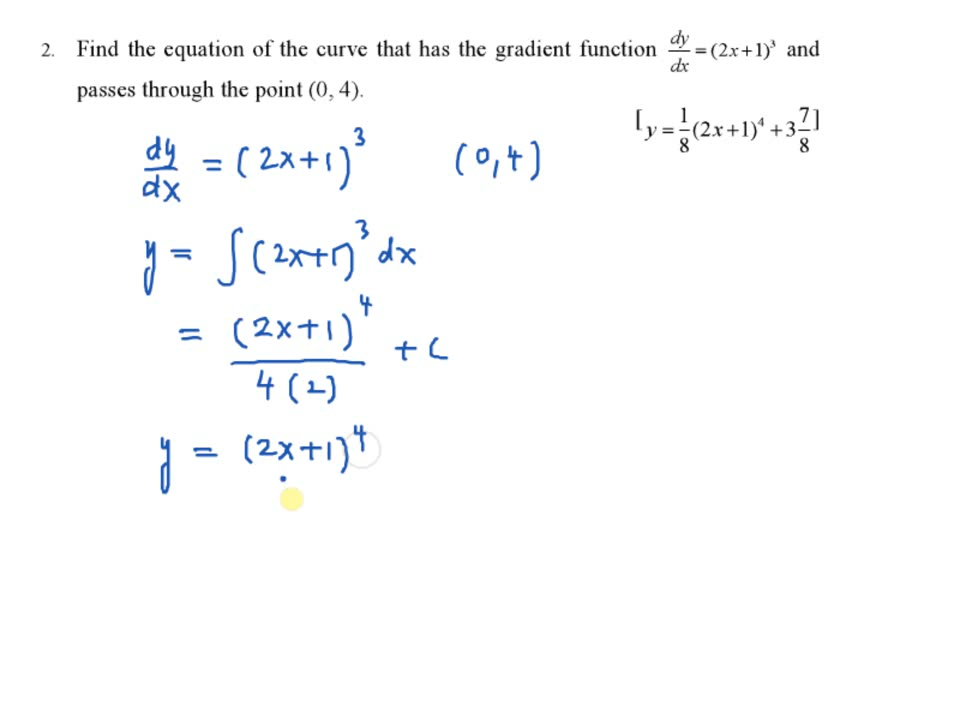 2. Find the equation of the curve that has the gradient function dy/dx = (2x+1)³ and
passes through the point (0, 4).
[y = 1/8(2x+1)⁴ + 3 7/8]
dy/dx = (2x+1)³ (0,4)
y = ∫(2x+1)³ dx
= (2x+1)⁴/4(2) + c
y = (2x+1)⁴